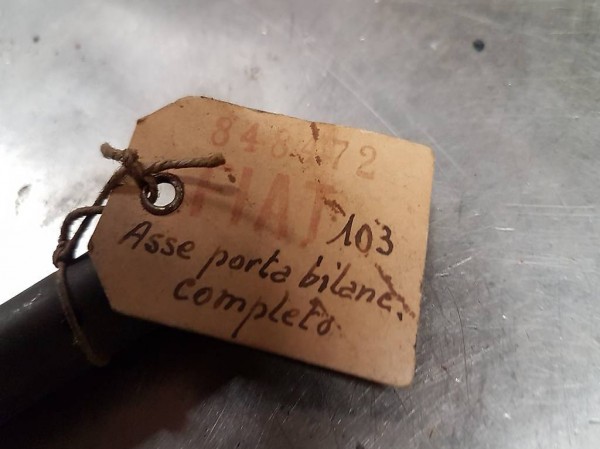 848472
FIAT 103
Asse porta bilanc.
completo